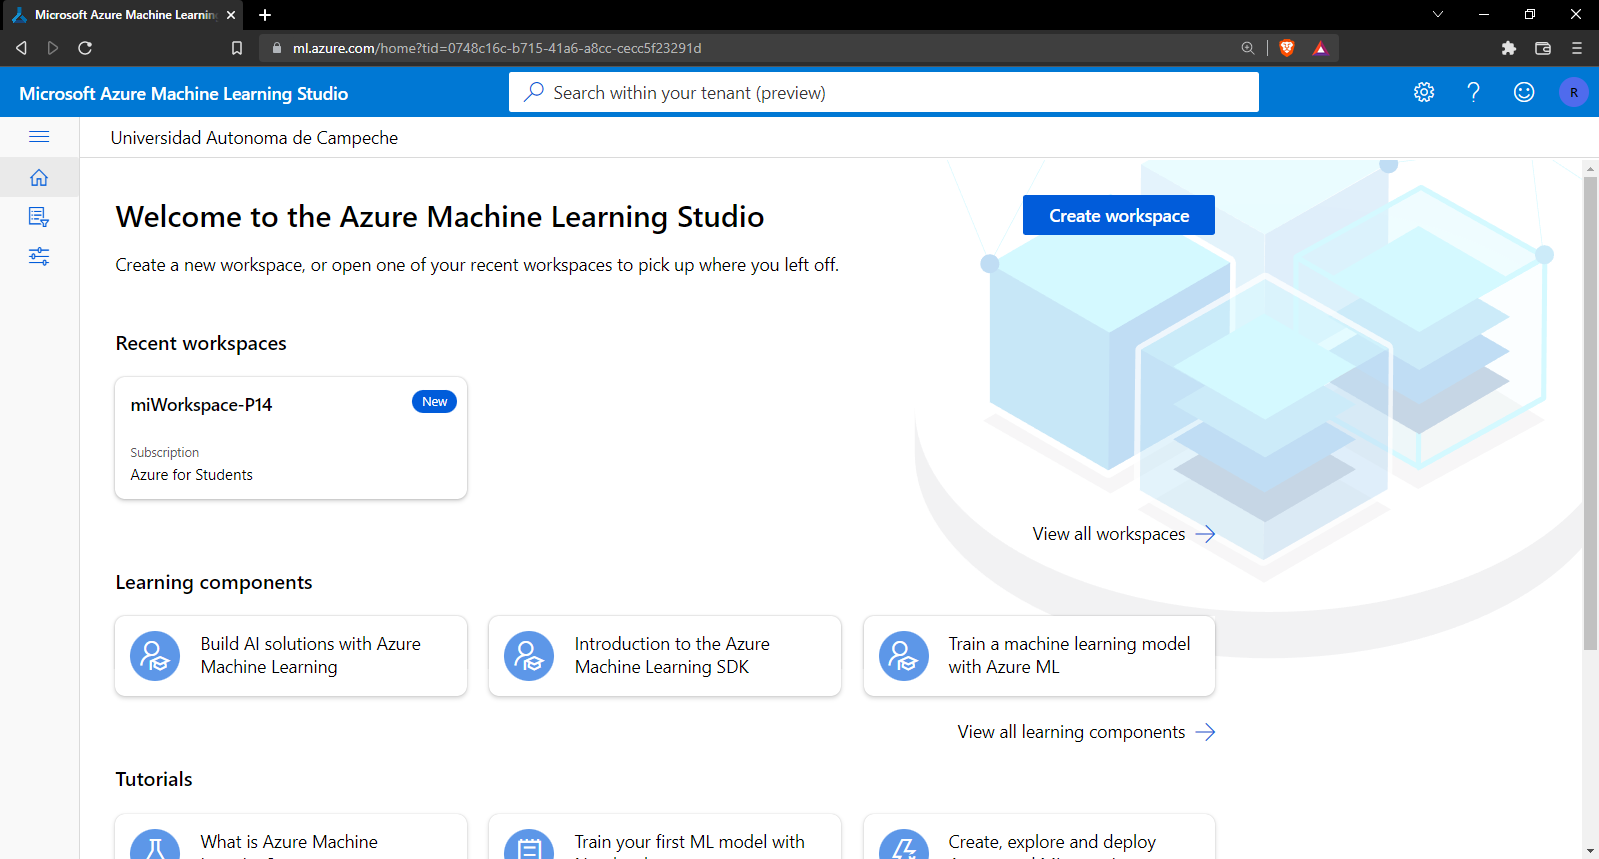 Microsoft Azure Machine Learning
ml.azure.com/home?tid=0748c16c-b715-41a6-a8cc-cecc5f23291d
Microsoft Azure Machine Learning Studio
Search within your tenant (preview)
R
Universidad Autonoma de Campeche
Welcome to the Azure Machine Learning Studio
Create workspace
Create a new workspace, or open one of your recent workspaces to pick up where you left off.
Recent workspaces
miWorkspace-P14
New
Subscription
Azure for Students
View all workspaces
Learning components
Build AI solutions with Azure
Machine Learning
Introduction to the Azure
Machine Learning SDK
Train a machine learning model
with Azure ML
View all learning components
Tutorials
What is Azure Machine
Train your first ML model with
Create, explore and deploy